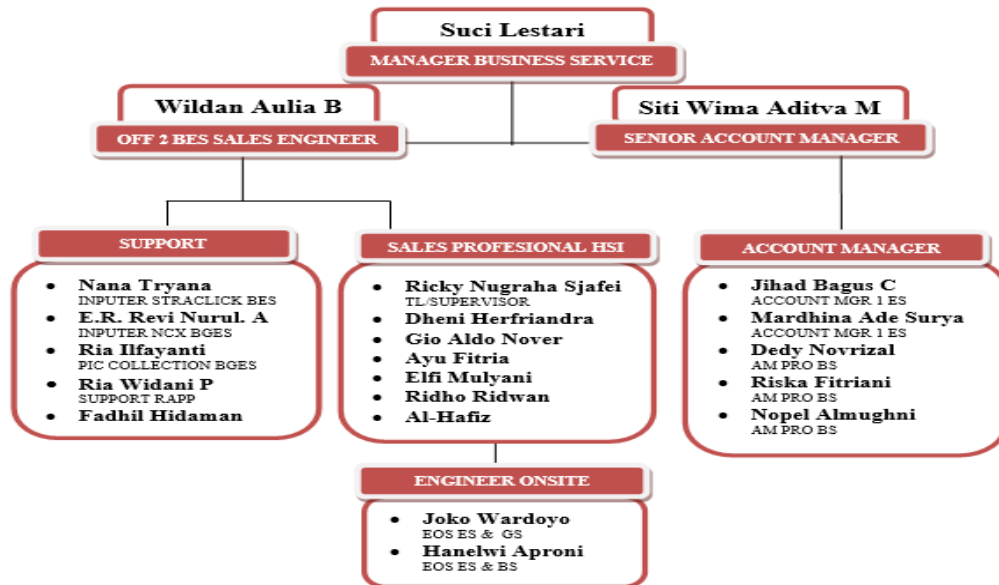 Suci Lestari
MANAGER BUSINESS SERVICE
Wildan Aulia B
OFF 2 BES SALES ENGINEER
Siti Wima Aditva M
SENIOR ACCOUNT MANAGER
SUPPORT
• Nana Tryana
INPUTER STRACLICK BES
• E.R. Revi Nurul. A
INPUTER NCX BGES
• Ria Ilfayanti
PIC COLLECTION BGES
• Ria Widani P
SUPPORT RAPP
• Fadhil Hidaman
SALES PROFESIONAL HSI
• Ricky Nugraha Sjafei
TL/SUPERVISOR
• Dheni Herfriandra
• Gio Aldo Nover
• Ayu Fitria
• Elfi Mulyani
• Ridho Ridwan
• Al-Hafiz
ACCOUNT MANAGER
• Jihad Bagus C
ACCOUNT MGR 1 ES
• Mardhina Ade Surya
ACCOUNT MGR 1 ES
• Dedy Novrizal
AM PRO BS
• Riska Fitriani
AM PRO BS
• Nopel Almughni
AM PRO BS
ENGINEER ONSITE
• Joko Wardoyo
EOS ES & GS
• Hanelwi Aproni
EOS ES & BS